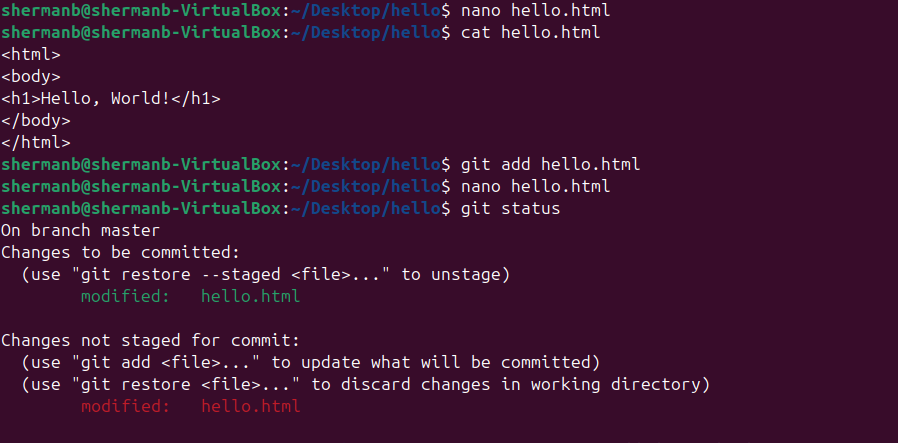 shermanb@shermanb-VirtualBox:~/Desktop/hello$ nano hello.html
shermanb@shermanb-VirtualBox:~/Desktop/hello$ cat hello.html
<html>
<body>
<h1>Hello, World!</h1>
</body>
</html>
shermanb@shermanb-VirtualBox:~/Desktop/hello$ git add hello.html
shermanb@shermanb-VirtualBox:~/Desktop/hello$ nano hello.html
shermanb@shermanb-VirtualBox:~/Desktop/hello$ git status
On branch master
Changes to be committed:
  (use "git restore --staged <file>..." to unstage)
        modified:   hello.html

Changes not staged for commit:
  (use "git add <file>..." to update what will be committed)
  (use "git restore <file>..." to discard changes in working directory)
        modified:   hello.html